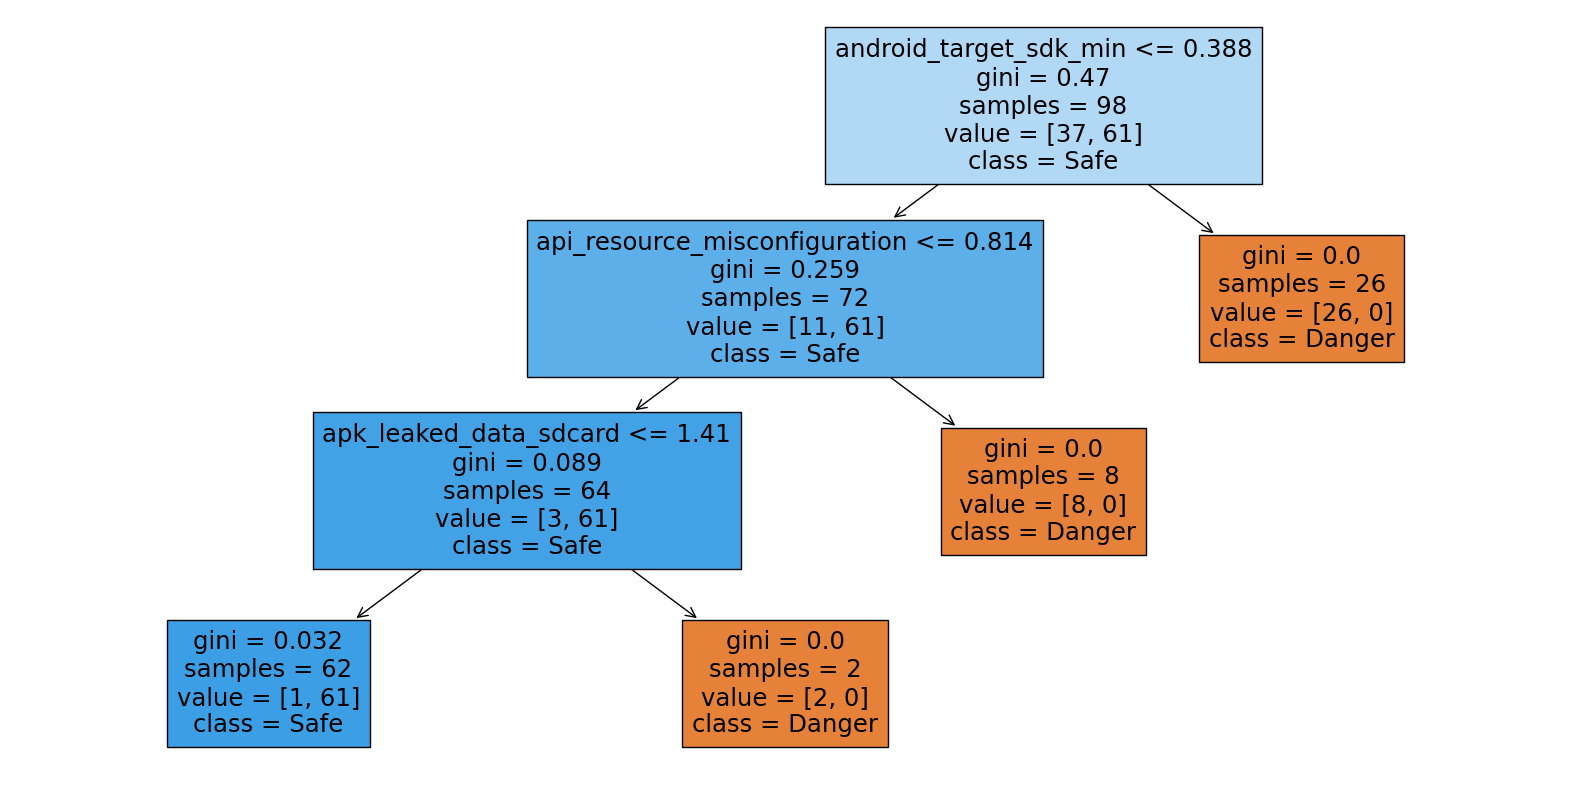 android_target_sdk_min <= 0.388
gini = 0.47
samples = 98
value = [37, 61]
class = Safe
api_resource_misconfiguration <= 0.814
gini = 0.259
samples = 72
value = [11, 61]
class = Safe
gini = 0.0
samples = 26
value = [26, 0]
class = Danger
apk_leaked_data_sdcard <= 1.41
gini = 0.089
samples = 64
value = [3, 61]
class = Safe
gini = 0.0
samples = 8
value = [8, 0]
class = Danger
gini = 0.032
samples = 62
value = [1, 61]
class = Safe
gini = 0.0
samples = 2
value = [2, 0]
class = Danger